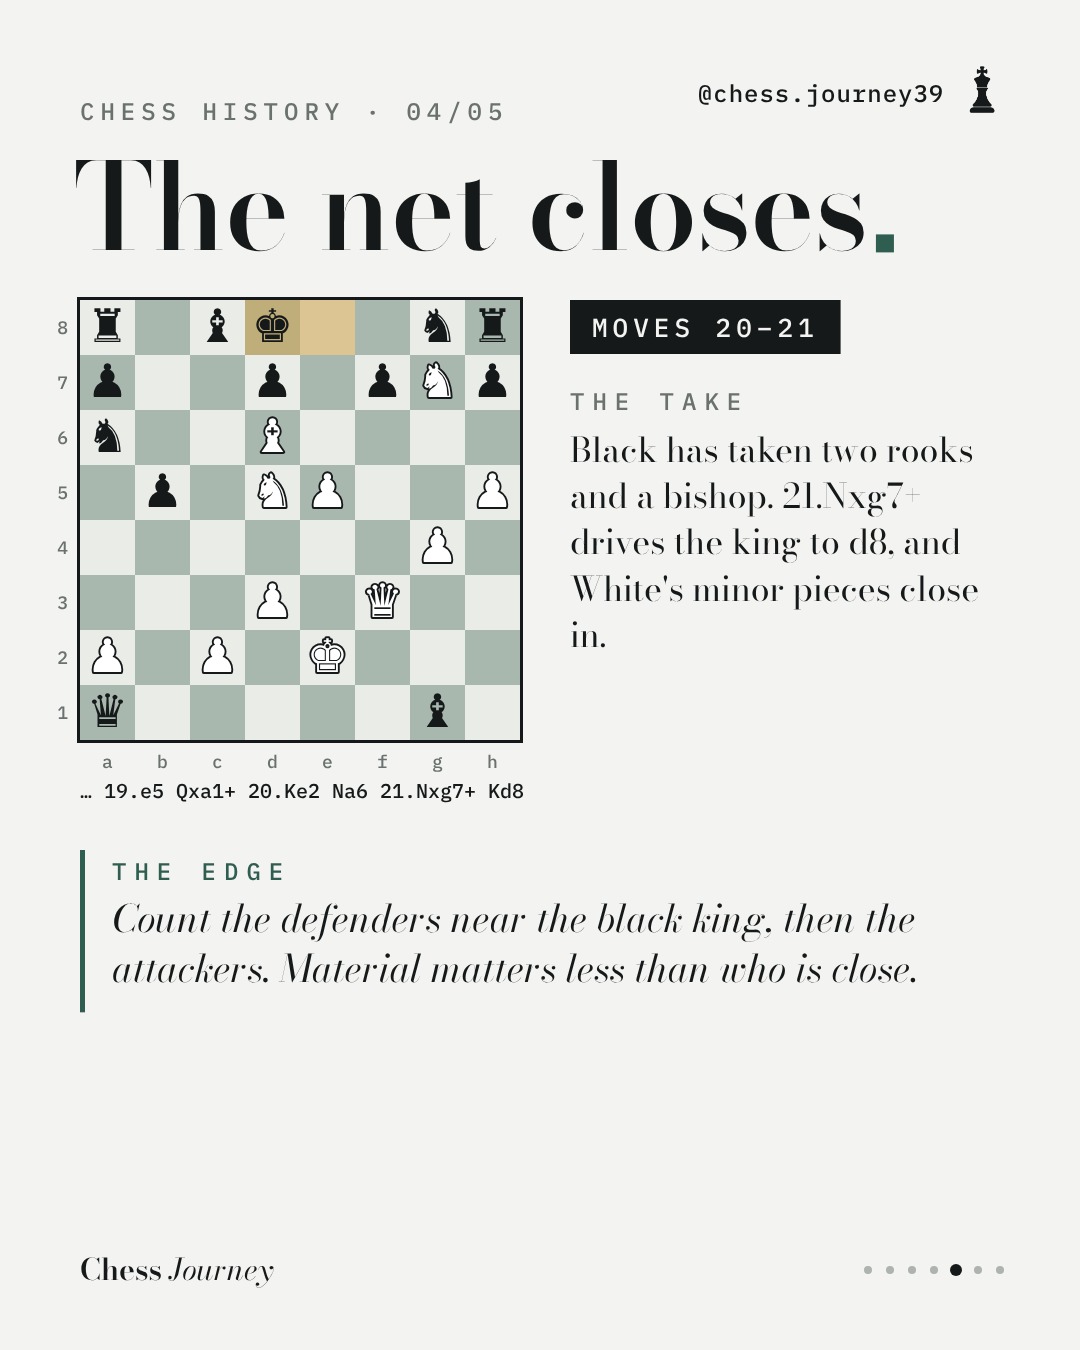 CHESS HISTORY · 04/05
@chess.journey39
The net closes.
8
7
6
5
4
3
2
1
a b c d e f g h
… 19.e5 Qxa1+ 20.Ke2 Na6 21.Nxg7+ Kd8
MOVES 20–21
THE TAKE
Black has taken two rooks
and a bishop. 21.Nxg7+
drives the king to d8, and
White's minor pieces close
in.
THE EDGE
Count the defenders near the black king, then the
attackers. Material matters less than who is close.
Chess Journey